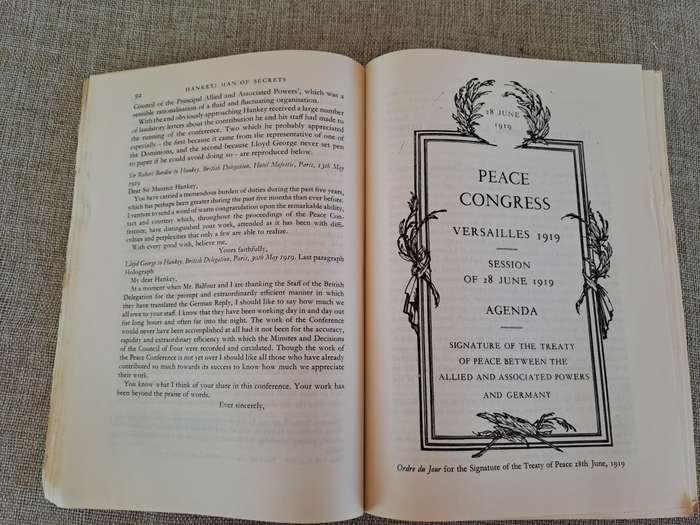 92
HANKEY: MAN OF SECRETS
Council of the Principal Allied and Associated Powers', which was a
sensible rationalisation of a fluid and fluctuating organisation.
With the end obviously approaching Hankey received a large number
of laudatory letters about the contribution he and his staff had made to
the running of the conference. Two which he probably appreciated
especially – the first because it came from the representative of one of
the Dominions, and the second because Lloyd George never set pen
to paper if he could avoid doing so – are reproduced below.
Sir Robert Borden to Hankey. British Delegation. Hotel Majestic, Paris, 13th May
1919
Dear Sir Maurice Hankey,
You have carried a tremendous burden of duties during the past five years,
which has perhaps been greater during the past five months than ever before.
I venture to send a word of warm congratulation upon the remarkable ability,
tact and courtesy which, throughout the proceedings of the Peace Con-
ference, have distinguished your work, attended as it has been with diffi-
culties and perplexities that only a few are able to realize.
With every good wish, believe me,
Yours faithfully,
Lloyd George to Hankey. British Delegation, Paris, 30th May 1919. Last paragraph
Holograph
My dear Hankey,
At a moment when Mr. Balfour and I are thanking the Staff of the British
Delegation for the prompt and extraordinarily efficient manner in which
they have translated the German Reply, I should like to say how much we
all owe to your staff. I know that they have been working day in and day out
for long hours and often far into the night. The work of the Conference
would never have been accomplished at all had it not been for the accuracy,
rapidity and extraordinary efficiency with which the Minutes and Decisions
of the Council of Four were recorded and circulated. Though the work of
the Peace Conference is not yet over I should like all those who have already
contributed so much towards its success to know how much we appreciate
their work.
You know what I think of your share in this conference. Your work has
been beyond the praise of words.
Ever sincerely,
28 JUNE
1919
PEACE
CONGRESS
VERSAILLES 1919
SESSION
OF 28 JUNE 1919
AGENDA
SIGNATURE OF THE TREATY
OF PEACE BETWEEN THE
ALLIED AND ASSOCIATED POWERS
AND GERMANY
Ordre du Jour for the Signature of the Treaty of Peace 28th June, 1919